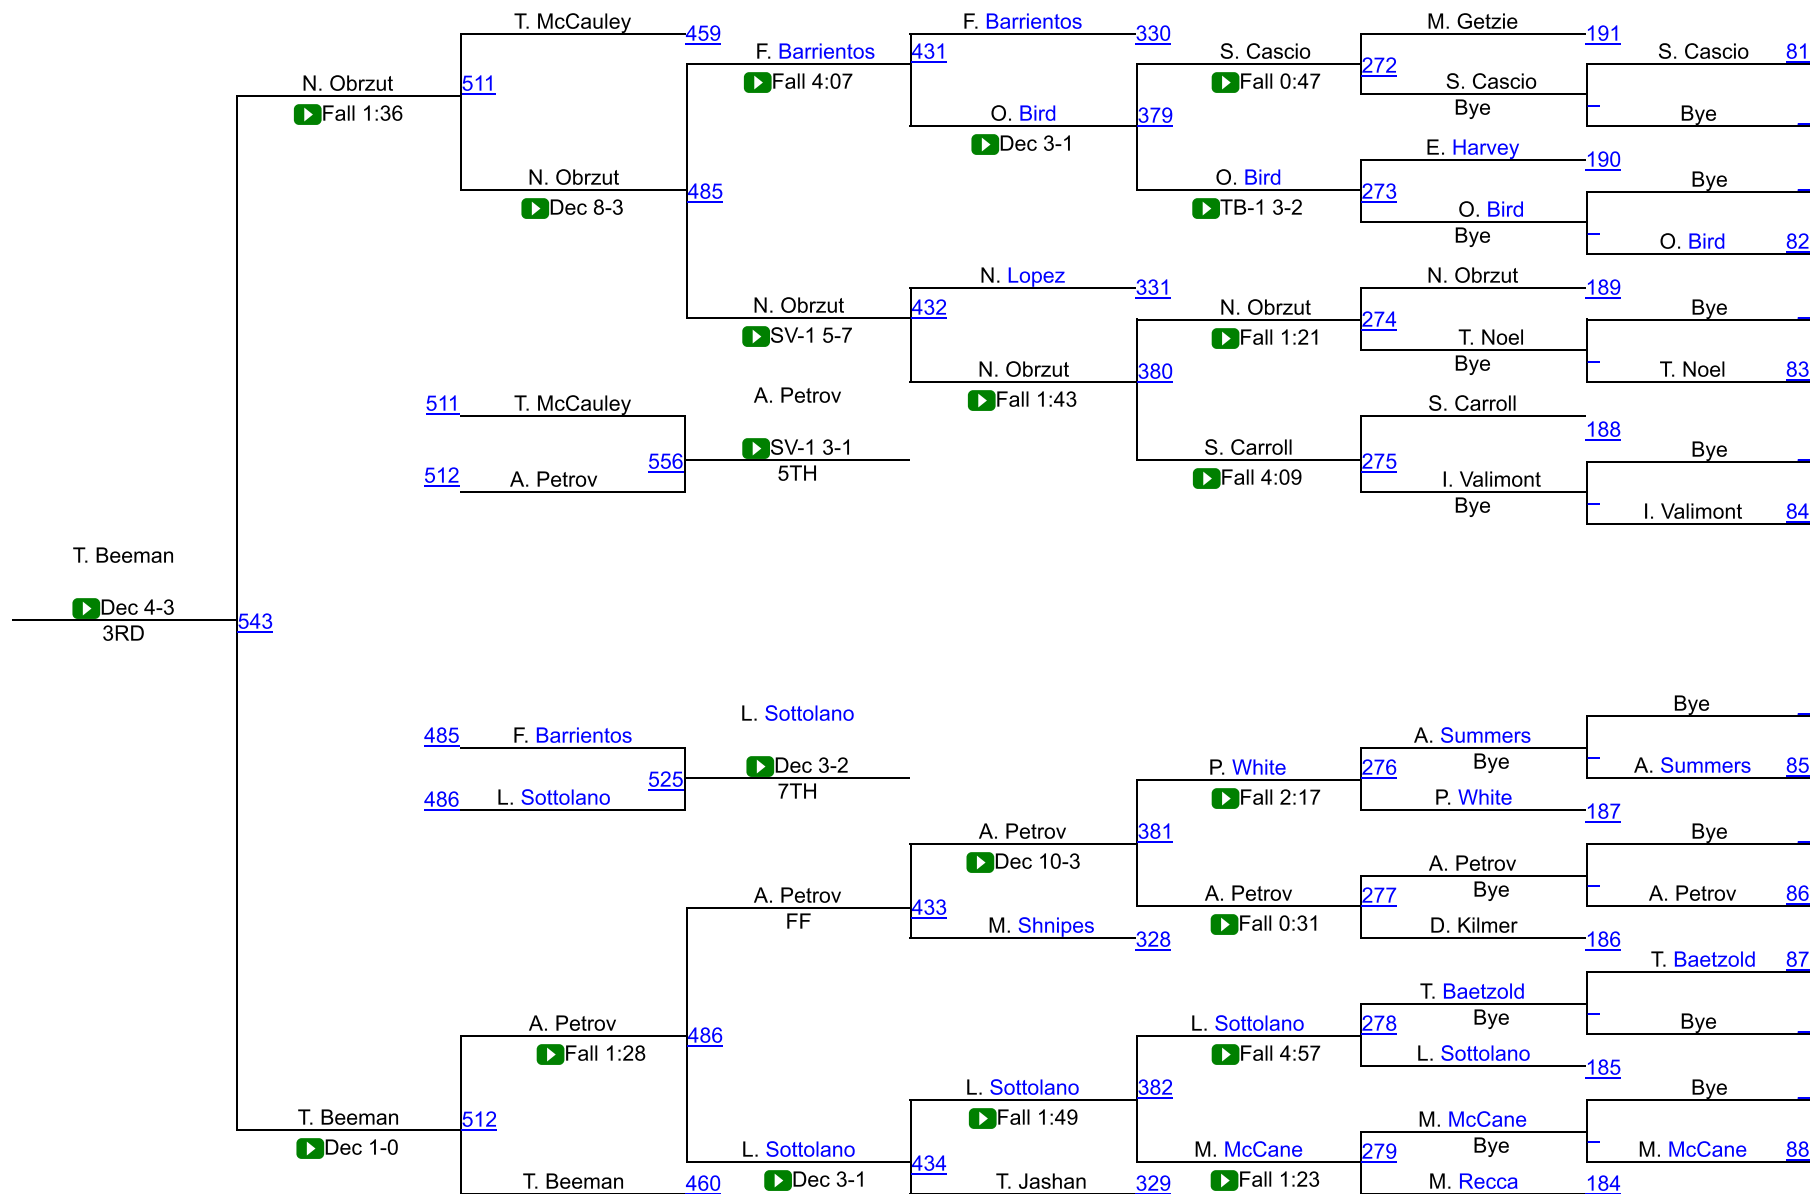 T. McCauley
459
F. Barrientos
330
M. Getzie
191
S. Cascio
81
F. Barrientos
431
S. Cascio
272
N. Obrzut
511
Fall 4:07
Fall 0:47
S. Cascio
Bye
Fall 1:36
O. Bird
379
Bye
Dec 3-1
E. Harvey
190
N. Obrzut
485
O. Bird
273
Bye
Dec 8-3
TB-1 3-2
O. Bird
Bye
O. Bird
82
N. Lopez
331
N. Obrzut
189
N. Obrzut
432
N. Obrzut
274
Bye
SV-1 5-7
Fall 1:21
T. Noel
Bye
N. Obrzut
380
T. Noel
83
511
T. McCauley
A. Petrov
Fall 1:43
S. Carroll
188
SV-1 3-1
S. Carroll
275
Bye
556
5TH
Fall 4:09
512
A. Petrov
I. Valimont
Bye
I. Valimont
84
T. Beeman
Dec 4-3
543
3RD
L. Sottolano
Bye
485
F. Barrientos
A. Summers
525
Dec 3-2
P. White
276
Bye
A. Summers
85
7TH
Fall 2:17
486
L. Sottolano
P. White
187
A. Petrov
381
Bye
Dec 10-3
A. Petrov
A. Petrov
433
A. Petrov
277
Bye
A. Petrov
86
FF
M. Shnipes
328
Fall 0:31
D. Kilmer
186
T. Baetzold
87
T. Baetzold
A. Petrov
486
L. Sottolano
278
Bye
Bye
Fall 1:28
Fall 4:57
L. Sottolano
185
L. Sottolano
382
Bye
T. Beeman
512
Fall 1:49
M. McCane
Dec 1-0
L. Sottolano
434
M. McCane
279
Bye
M. McCane
88
T. Beeman
460
Dec 3-1
T. Jashan
329
Fall 1:23
M. Recca
184